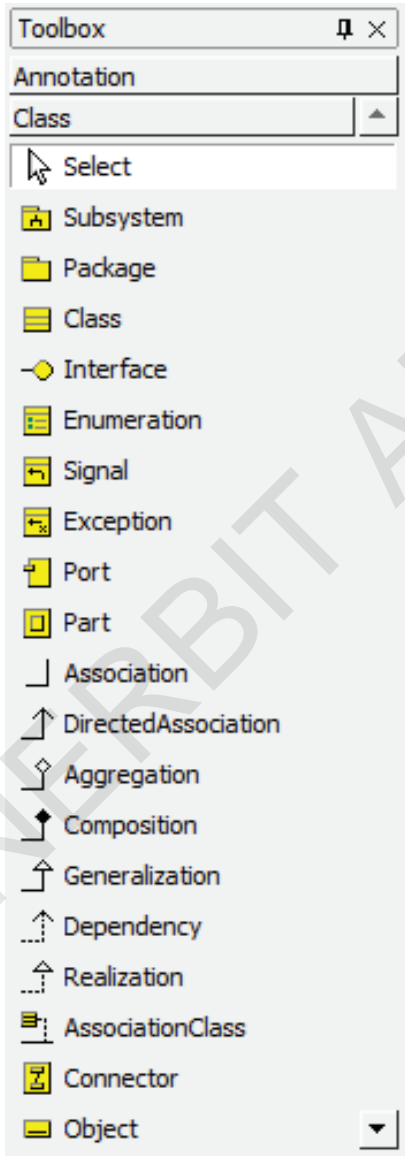 Toolbox
Annotation
Class
Select
Subsystem
Package
Class
Interface
Enumeration
Signal
Exception
Port
Part
Association
DirectedAssociation
Aggregation
Composition
Generalization
Dependency
Realization
AssociationClass
Connector
Object